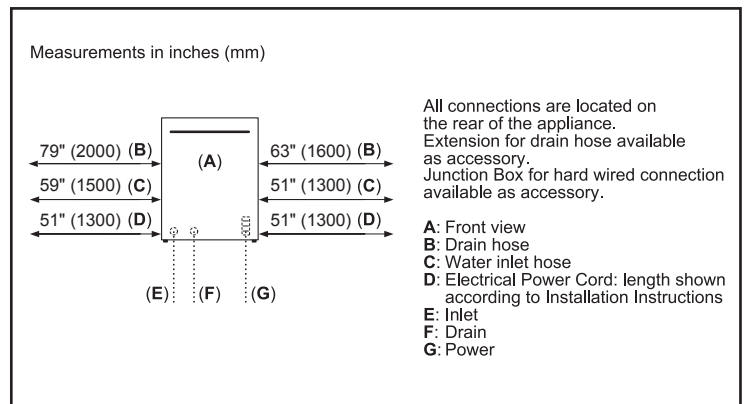 Measurements in inches (mm)
79" (2000) (B)
59" (1500) (C)
51" (1300) (D)
(A)
63" (1600) (B)
51" (1300) (C)
51" (1300) (D)
(E)
(F)
(G)
All connections are located on
the rear of the appliance.
Extension for drain hose available
as accessory.
Junction Box for hard wired connection
available as accessory.
A: Front view
B: Drain hose
C: Water inlet hose
D: Electrical Power Cord: length shown
according to Installation Instructions
E: Inlet
F: Drain
G: Power